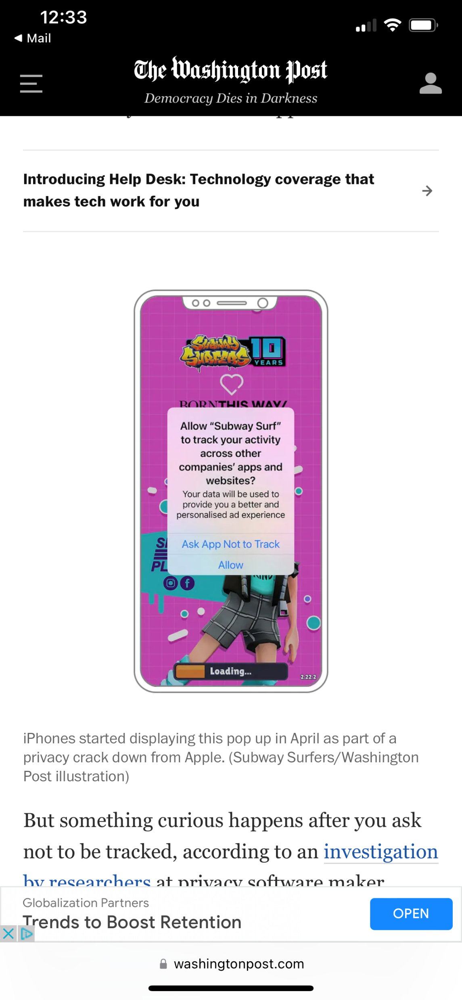 12:33
Mail
The Washington Post
Democracy Dies in Darkness
Introducing Help Desk: Technology coverage that
makes tech work for you
SUBWAY
SURFERS
10
YEARS
BORN THIS WAY/
Allow “Subway Surf”
to track your activity
across other
companies’ apps and
websites?
Your data will be used to
provide you a better and
personalised ad experience
Ask App Not to Track
Allow
PL
KIND
Loading...
2.22.2
iPhones started displaying this pop up in April as part of a
privacy crack down from Apple. (Subway Surfers/Washington
Post illustration)
But something curious happens after you ask
not to be tracked, according to an investigation
by researchers at privacy software maker
Globalization Partners
Trends to Boost Retention
OPEN
washingtonpost.com